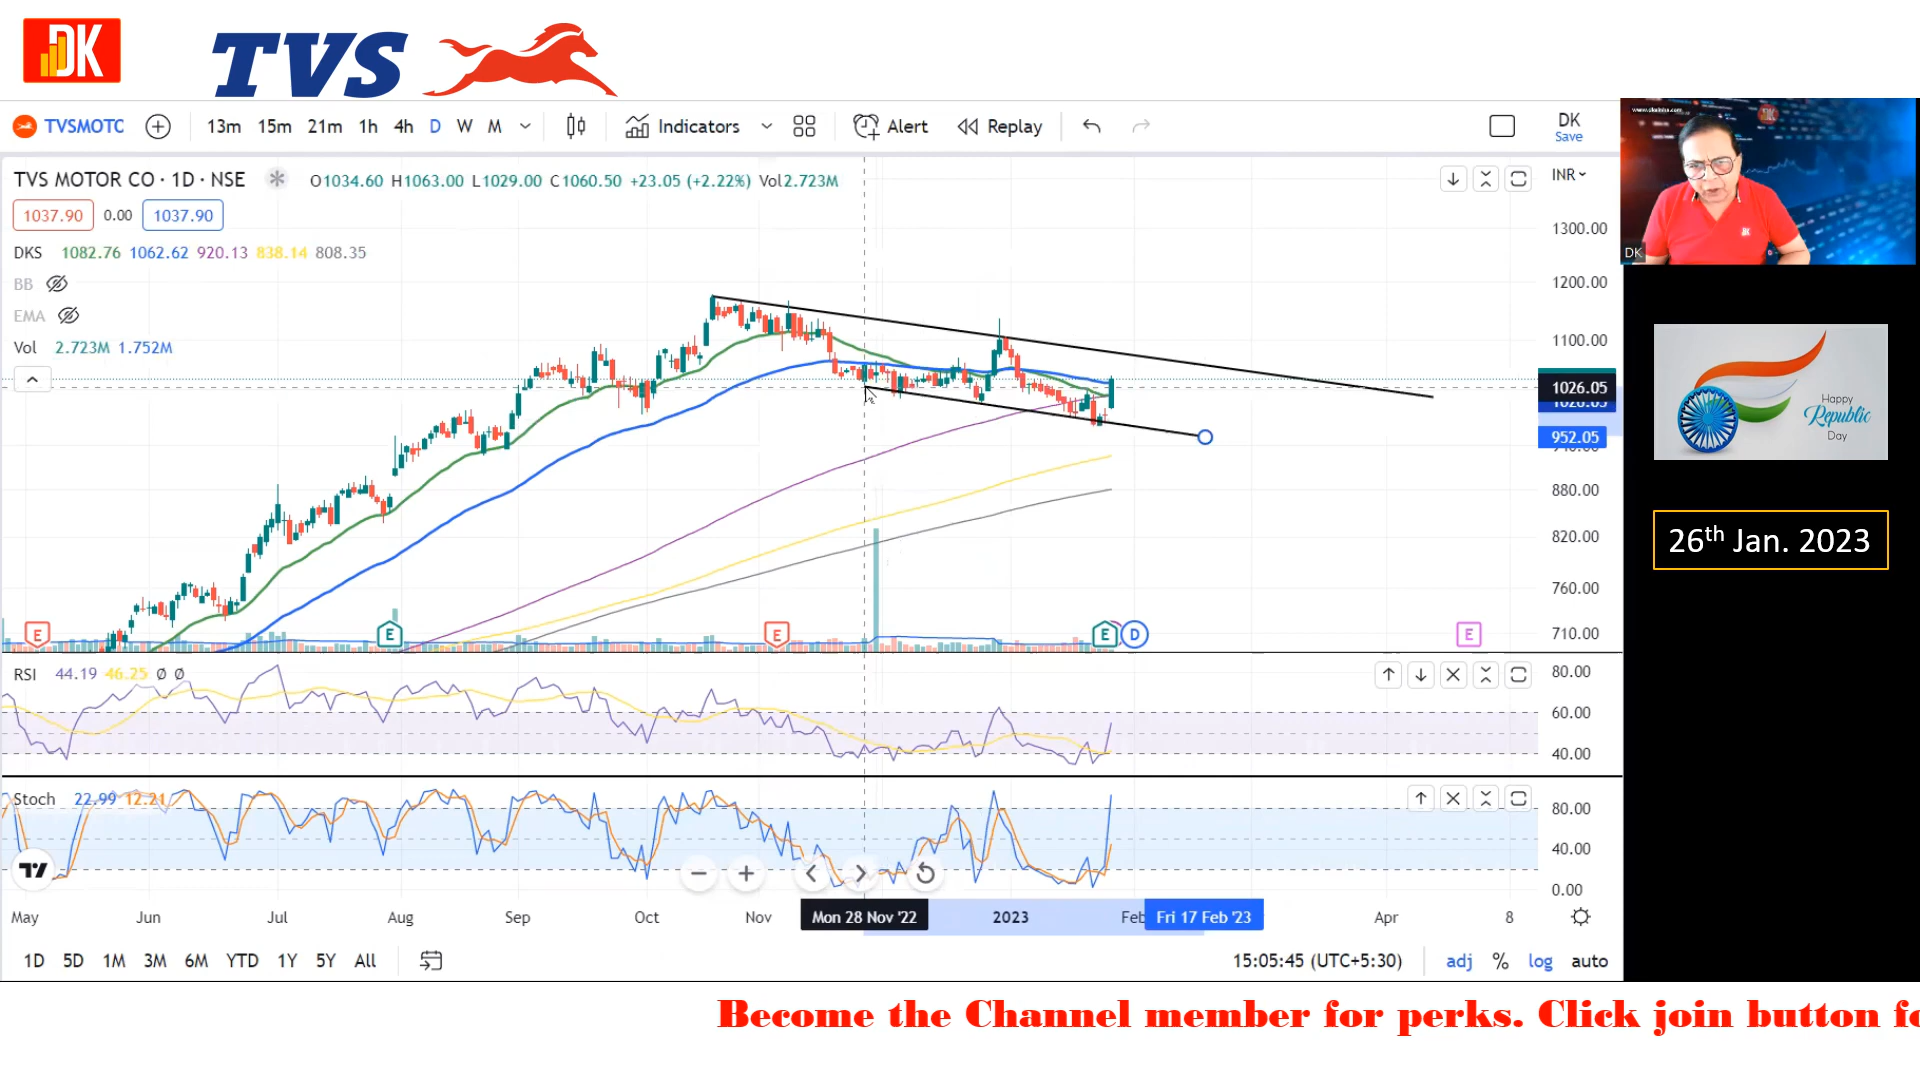 DK
TVS
TVSMOTC 13m 15m 21m 1h 4h D W M Indicators Alert Replay DK
Save
www.dksinha.com
DK
DK
TVS MOTOR CO · 1D · NSE O1034.60 H1063.00 L1029.00 C1060.50 +23.05 (+2.22%) Vol2.723M INR
1037.90 0.00 1037.90
DKS 1082.76 1062.62 920.13 838.14 808.35
BB
EMA
Vol 2.723M 1.752M
1300.00
1200.00
1100.00
1026.05
952.05
880.00
820.00
760.00
710.00
E E E E D E
RSI 44.19 46.25 Ø Ø
80.00
60.00
40.00
Stoch 22.99 12.21
80.00
40.00
0.00
May Jun Jul Aug Sep Oct Nov Mon 28 Nov '22 2023 Feb Fri 17 Feb '23 Apr 8
1D 5D 1M 3M 6M YTD 1Y 5Y All 15:05:45 (UTC+5:30) adj % log auto
Happy
Republic
Day
26th Jan. 2023
Become the Channel member for perks. Click join button fo